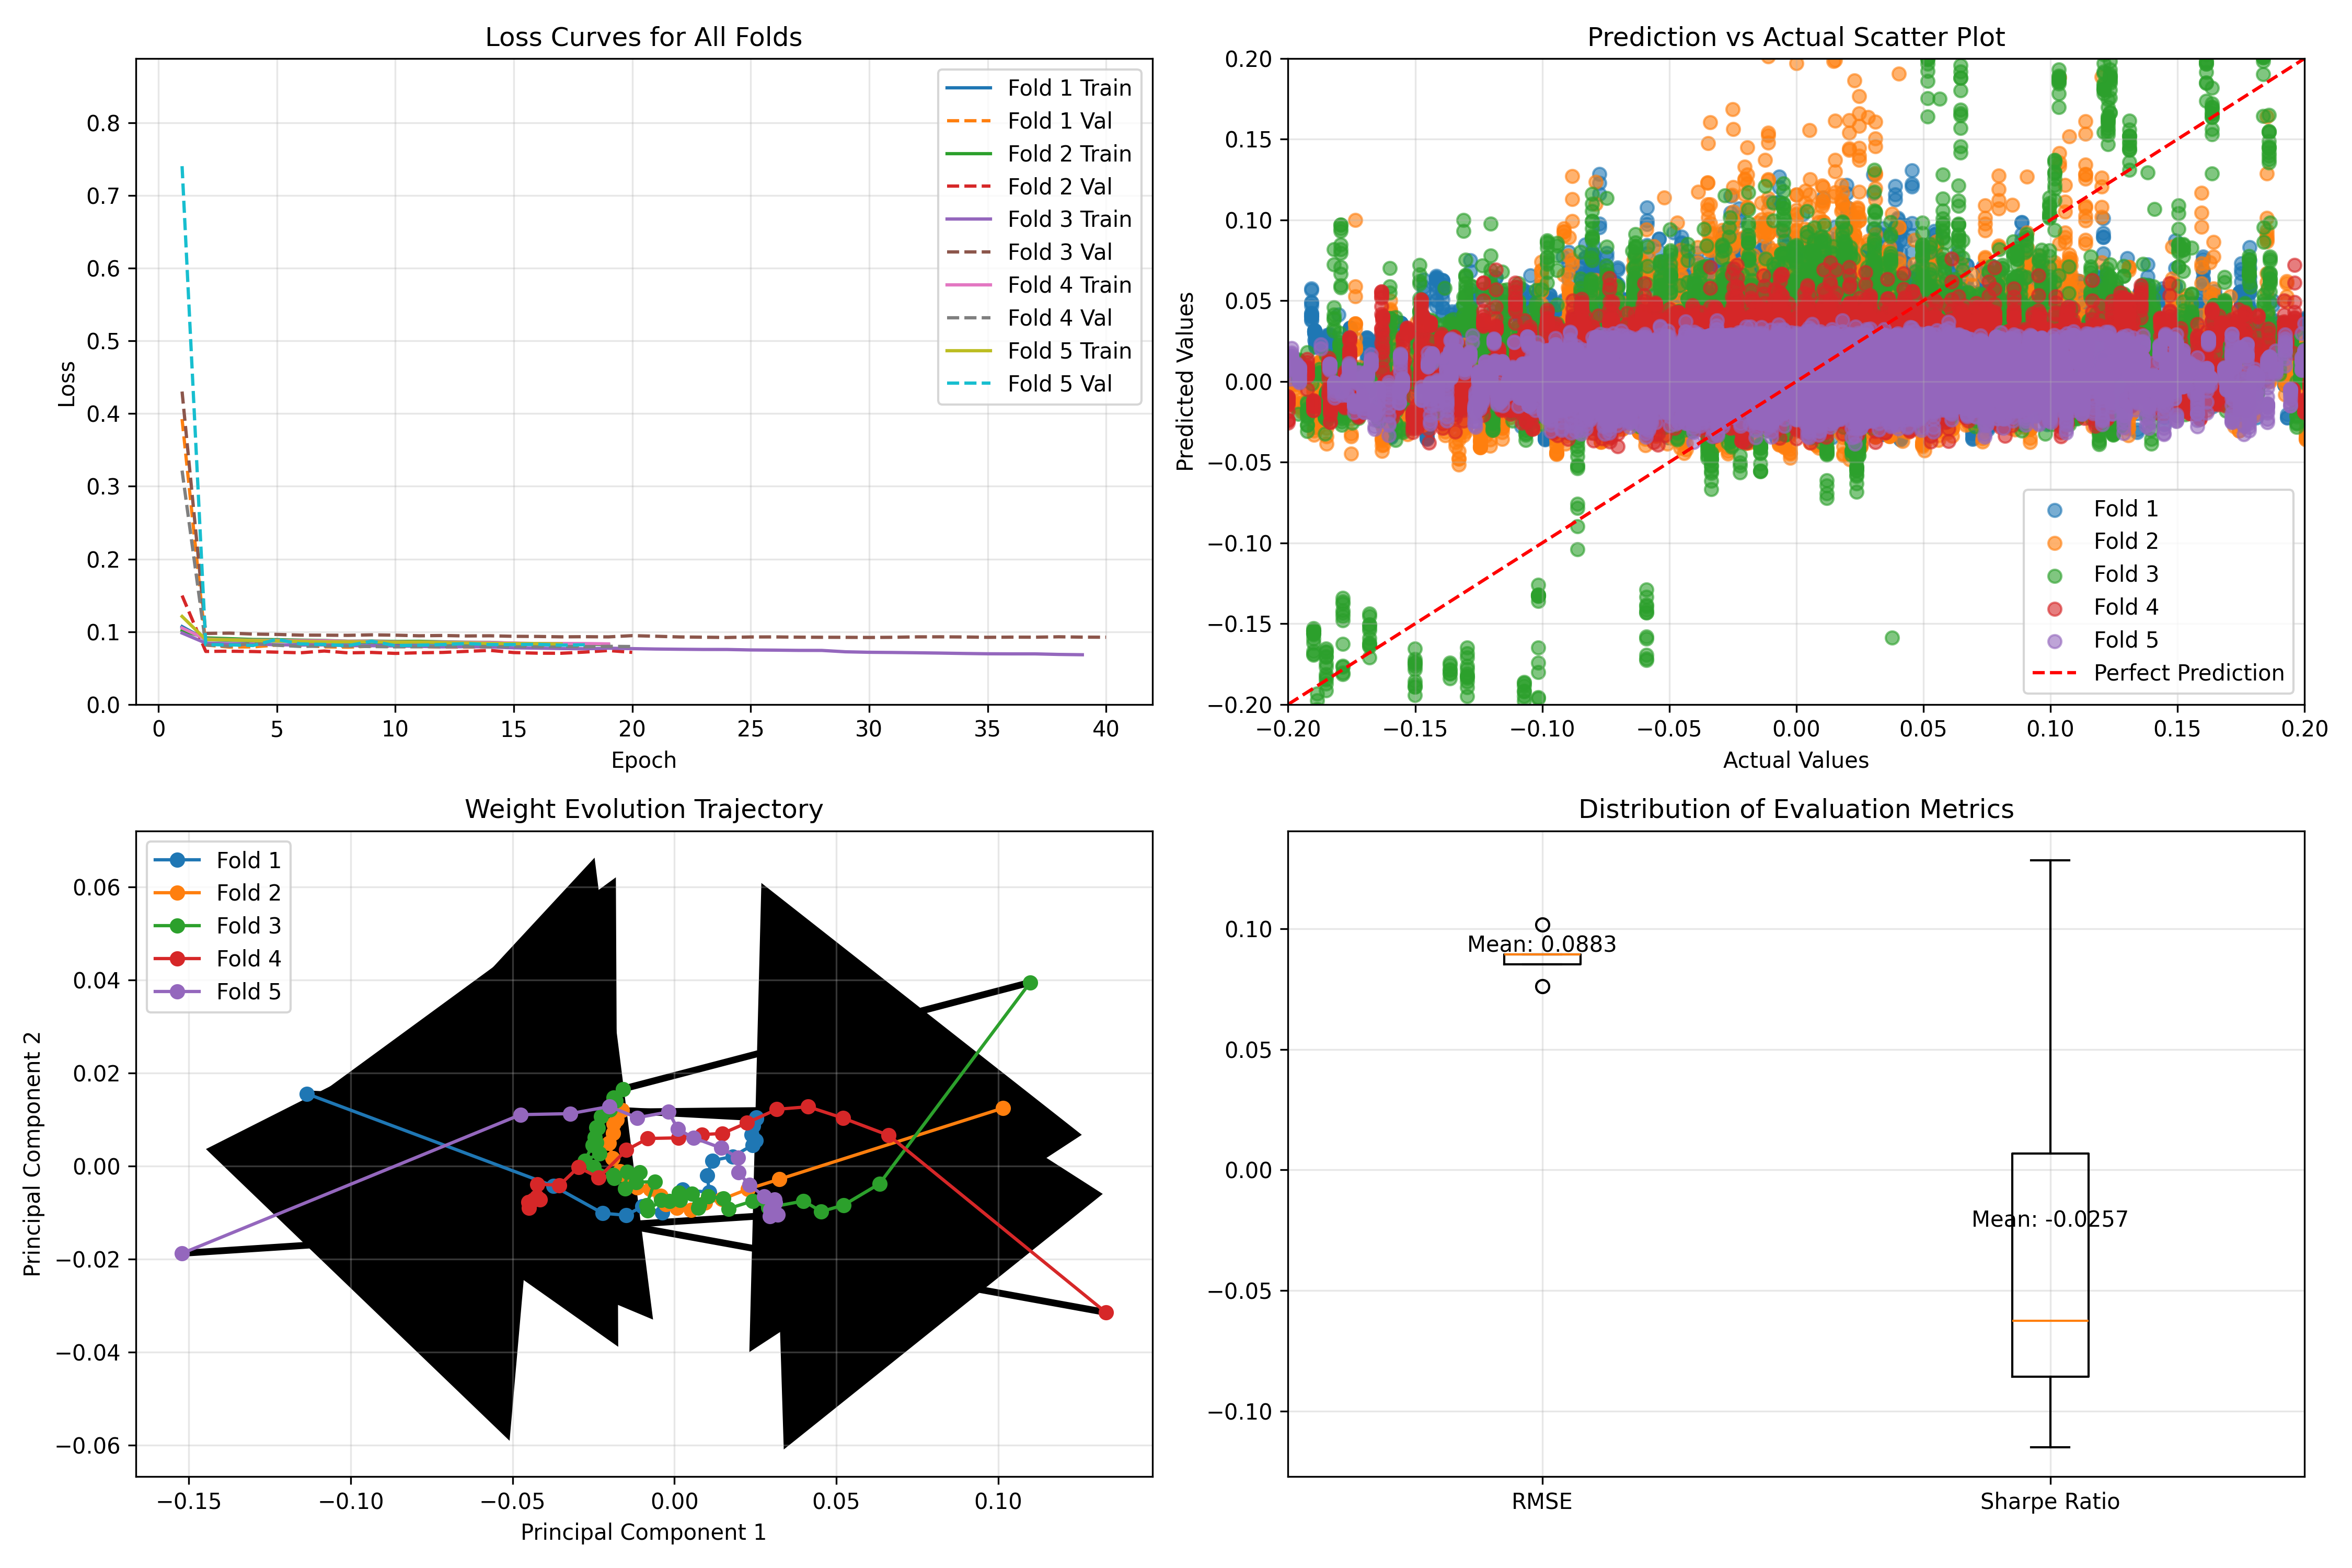 Loss Curves for All Folds
0.8
0.7
0.6
0.5
0.4
0.3
0.2
0.1
0.0
Loss
0 5 10 15 20 25 30 35 40
Epoch
Fold 1 Train
Fold 1 Val
Fold 2 Train
Fold 2 Val
Fold 3 Train
Fold 3 Val
Fold 4 Train
Fold 4 Val
Fold 5 Train
Fold 5 Val
Prediction vs Actual Scatter Plot
0.20
0.15
0.10
0.05
0.00
−0.05
−0.10
−0.15
−0.20
Predicted Values
−0.20 −0.15 −0.10 −0.05 0.00 0.05 0.10 0.15 0.20
Actual Values
Fold 1
Fold 2
Fold 3
Fold 4
Fold 5
Perfect Prediction
Weight Evolution Trajectory
0.06
0.04
0.02
0.00
−0.02
−0.04
−0.06
Principal Component 2
−0.15 −0.10 −0.05 0.00 0.05 0.10
Principal Component 1
Fold 1
Fold 2
Fold 3
Fold 4
Fold 5
Distribution of Evaluation Metrics
0.10
0.05
0.00
−0.05
−0.10
Mean: 0.0883
Mean: -0.0257
RMSE Sharpe Ratio